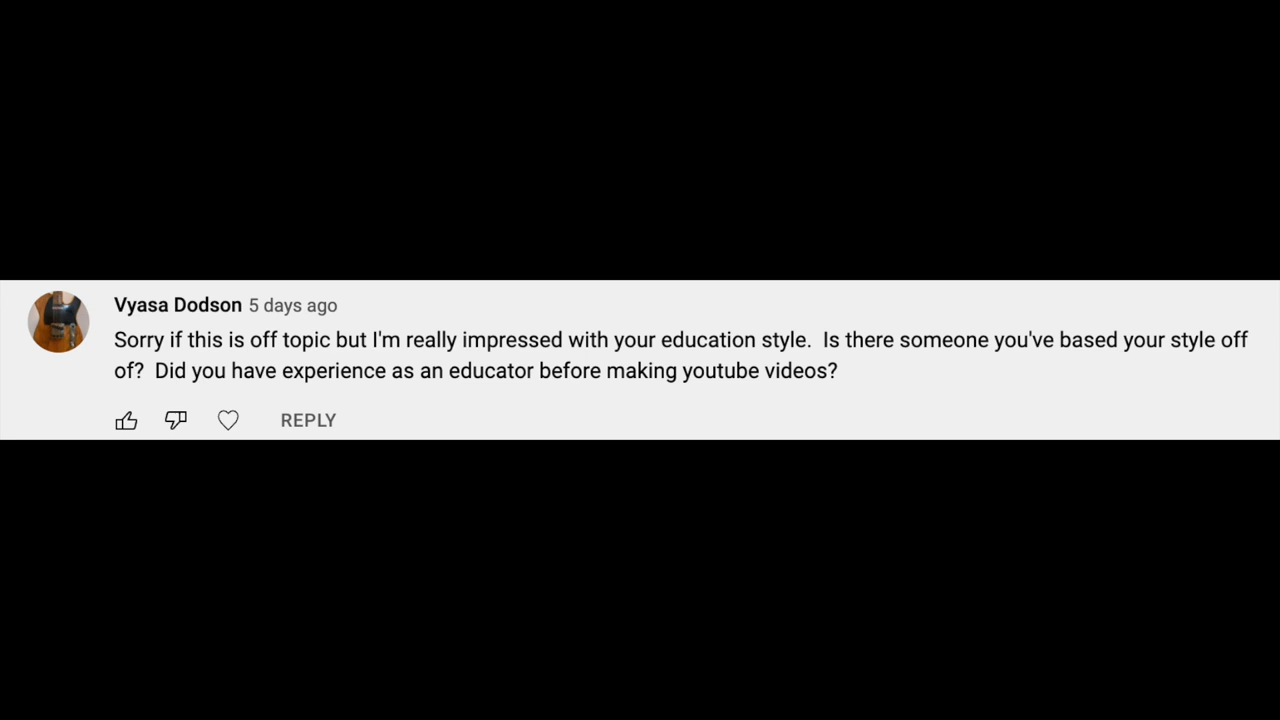 Vyasa Dodson 5 days ago
Sorry if this is off topic but I'm really impressed with your education style.  Is there someone you've based your style off
of?  Did you have experience as an educator before making youtube videos?
REPLY